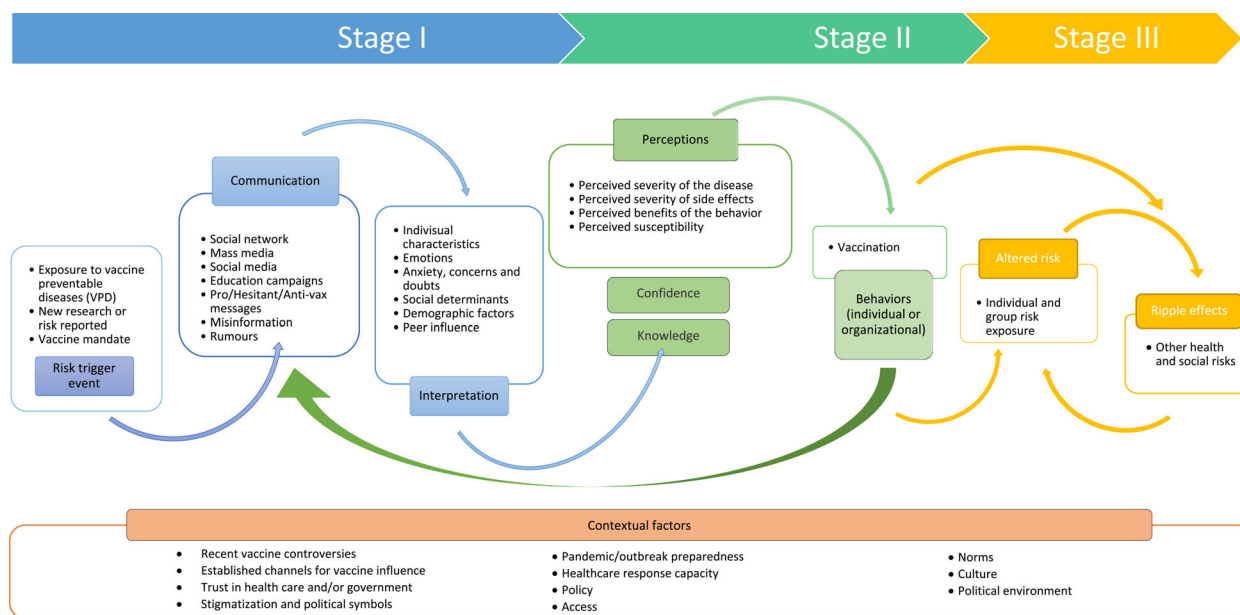 Stage I
Stage II
Stage III
• Exposure to vaccine
preventable diseases (VPD)
• New research or
risk reported
• Vaccine mandate
Risk trigger
event
Communication
• Social network
• Mass media
• Social media
• Education campaigns
• Pro/Hesitant/Anti-vax
messages
• Misinformation
• Rumours
• Indivisual
characteristics
• Emotions
• Anxiety, concerns and
doubts
• Social determinants
• Demographic factors
• Peer influence
Interpretation
Perceptions
• Perceived severity of the disease
• Perceived severity of side effects
• Perceived benefits of the behavior
• Perceived susceptibility
Confidence
Knowledge
• Vaccination
Behaviors
(individual or
organizational)
Altered risk
• Individual and
group risk
exposure
Ripple effects
• Other health
and social risks
Contextual factors
• Recent vaccine controversies
• Established channels for vaccine influence
• Trust in health care and/or government
• Stigmatization and political symbols
• Pandemic/outbreak preparedness
• Healthcare response capacity
• Policy
• Access
• Norms
• Culture
• Political environment